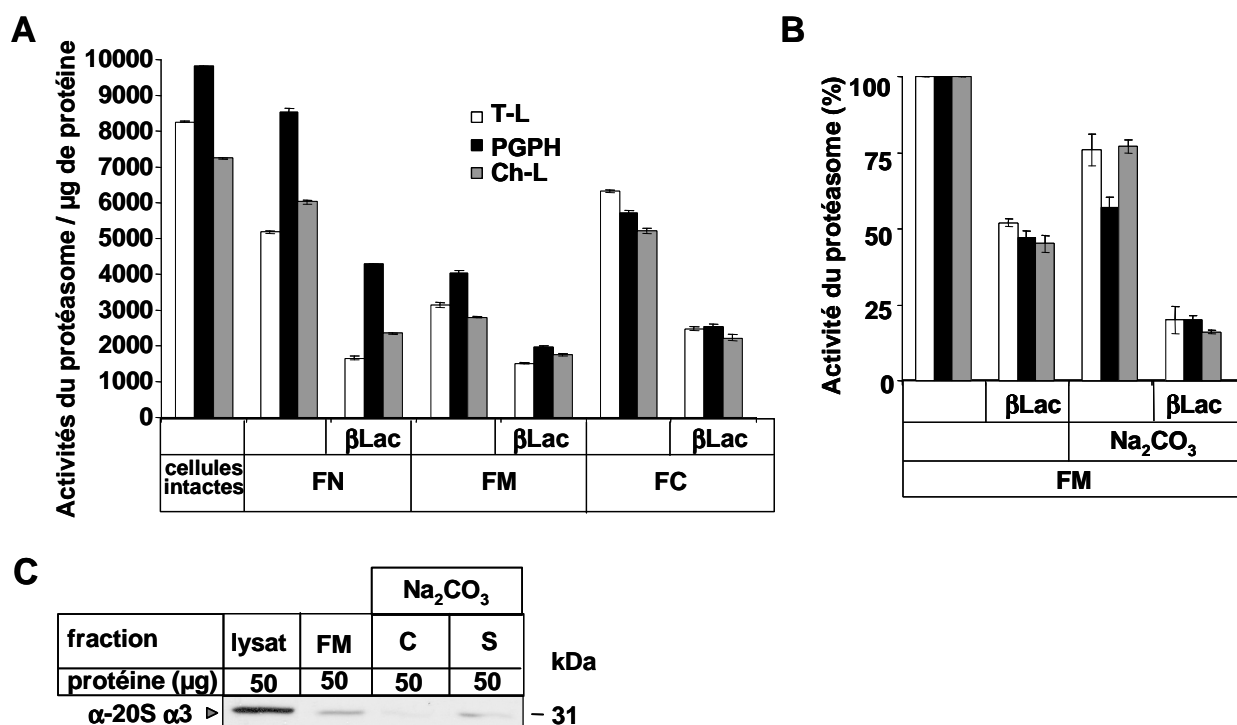 A
Activités du protéasome / µg de protéine
10000
9000
8000
7000
6000
5000
4000
3000
2000
1000
0
T-L
PGPH
Ch-L
βLac
βLac
βLac
cellules intactes
FN
FM
FC
B
Activité du protéasome (%)
100
75
50
25
0
βLac
βLac
Na₂CO₃
FM
C
Na₂CO₃
fraction lysat FM C S
kDa
protéine (µg) 50 50 50 50
α-20S α3
– 31